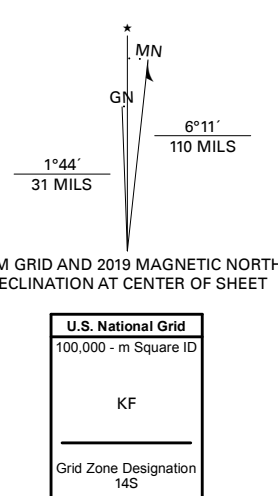 ★
MN
GN
6°11´
110 MILS
1°44´
31 MILS
M GRID AND 2019 MAGNETIC NORTH
ECLINATION AT CENTER OF SHEET
U.S. National Grid
100,000 - m Square ID
KF
Grid Zone Designation
14S